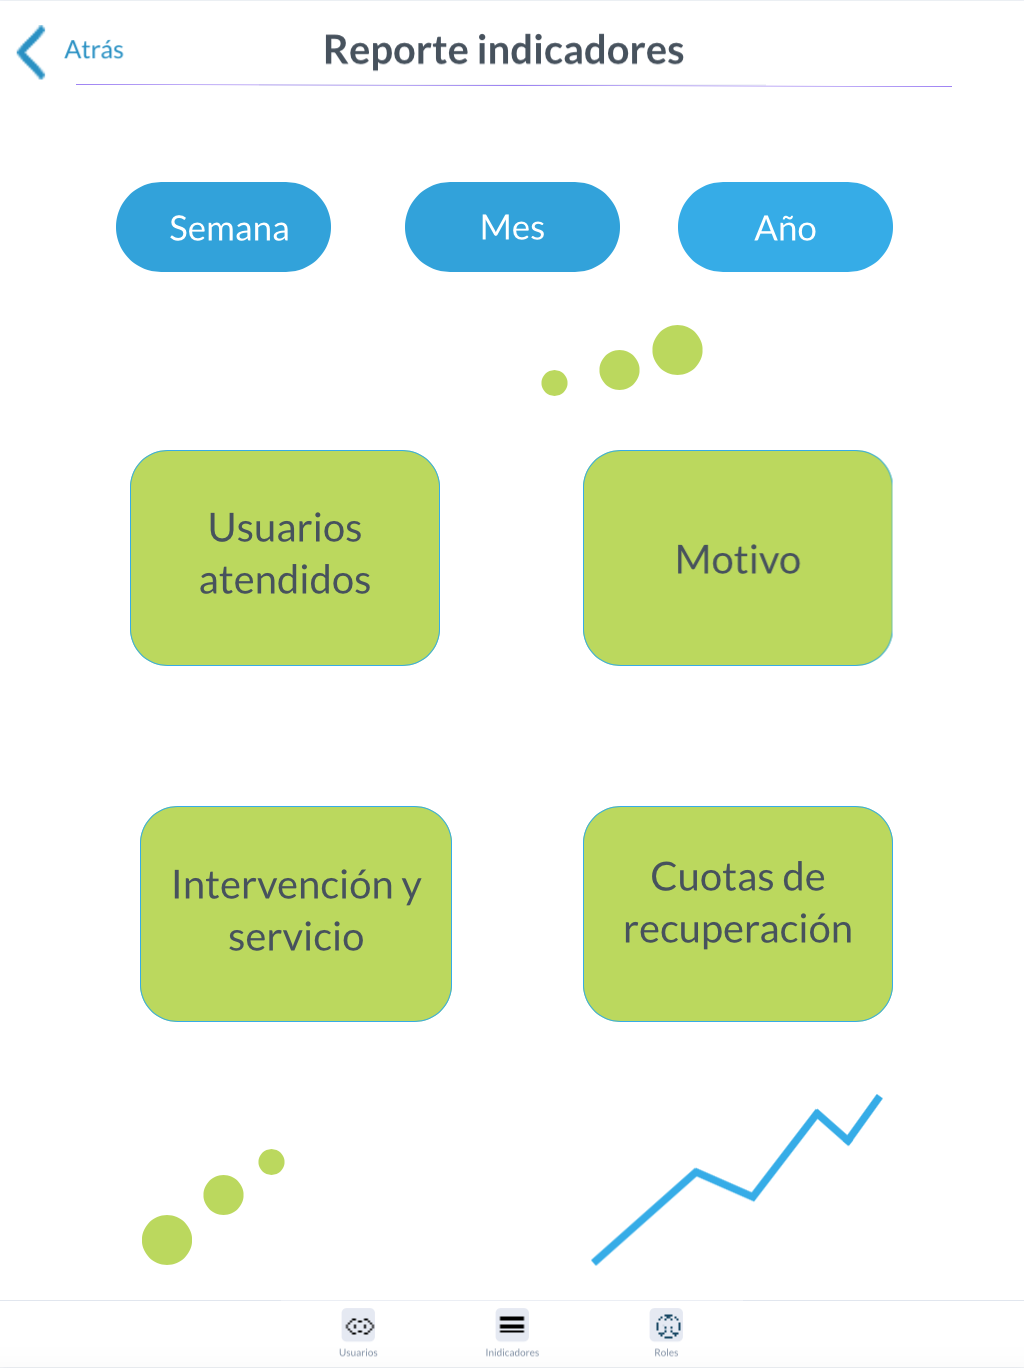 Atrás
Reporte indicadores
Semana
Mes
Año
Usuarios
atendidos
Motivo
Intervención y
servicio
Cuotas de
recuperación
Usuarios
Inidicadores
Roles